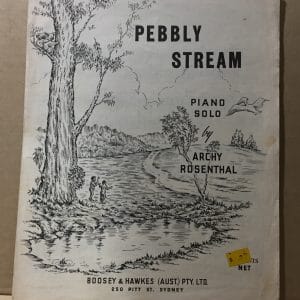 PEBBLY
STREAM
PIANO
SOLO
by
ARCHY
ROSENTHAL
NET
BOOSEY & HAWKES (AUST) PTY. LTD.
250 PITT ST. SYDNEY